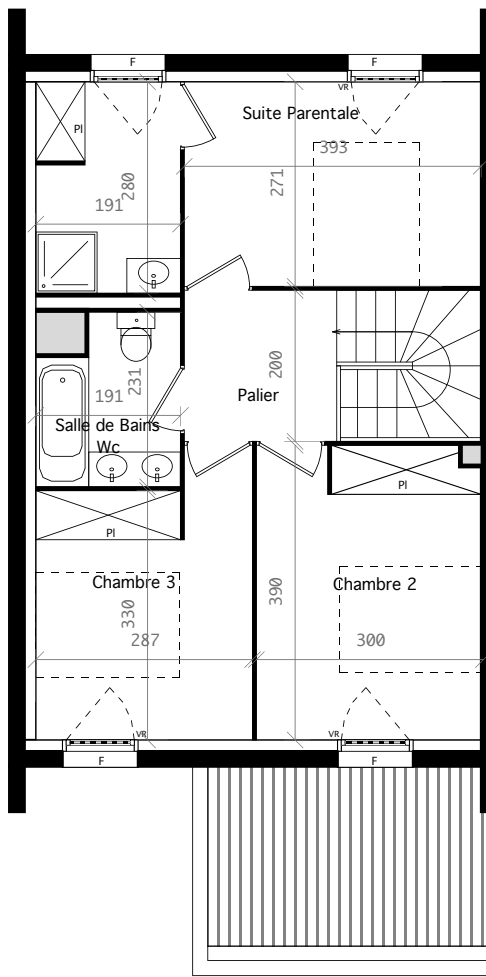 F
F
VR
Pl
Suite Parentale
393
280
271
191
231
191
200
Palier
Salle de Bains
Wc
Pl
Pl
Chambre 3
Chambre 2
330
390
287
300
VR
VR
F
F